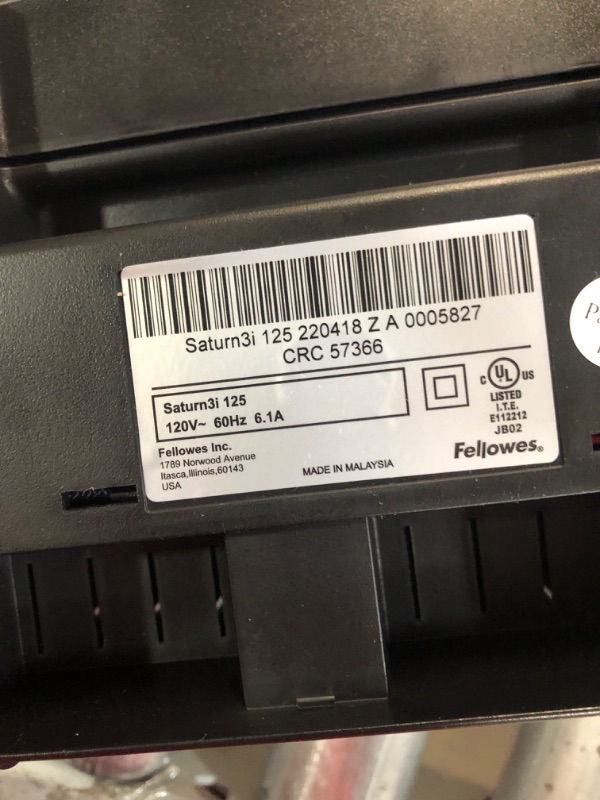 Saturn3i 125 220418 Z A 0005827
CRC 57366
Saturn3i 125
120V~ 60Hz 6.1A
Fellowes Inc.
1789 Norwood Avenue
Itasca,Illinois,60143
USA
MADE IN MALAYSIA
C UL US
LISTED
I.T.E.
E112212
JB02
Fellowes®